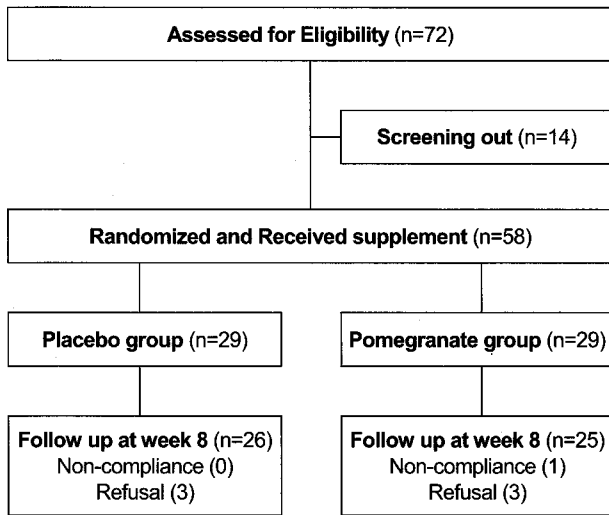 Assessed for Eligibility (n=72)
Screening out (n=14)
Randomized and Received supplement (n=58)
Placebo group (n=29)
Pomegranate group (n=29)
Follow up at week 8 (n=26)
Non-compliance (0)
Refusal (3)
Follow up at week 8 (n=25)
Non-compliance (1)
Refusal (3)